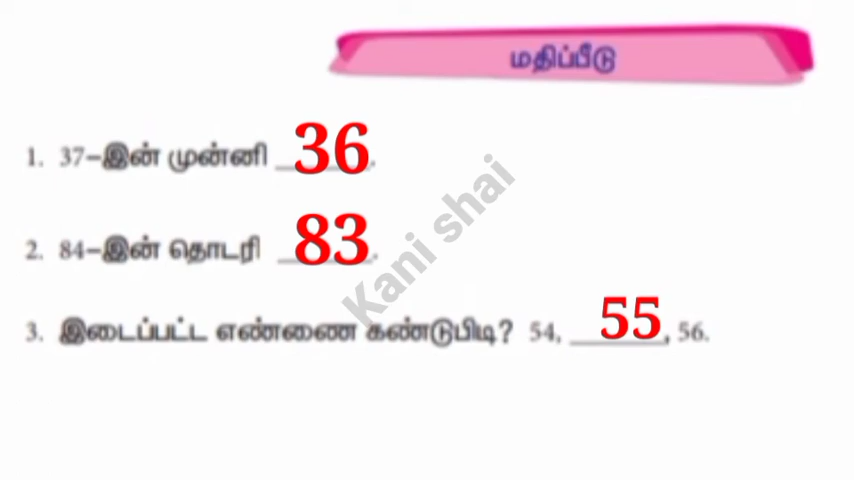 மதிப்பீடு
1. 37–இன் முன்னி 36.
2. 84–இன் தொடரி 83.
3. இடைப்பட்ட எண்ணை கண்டுபிடி? 54, 55, 56.
Kani shai